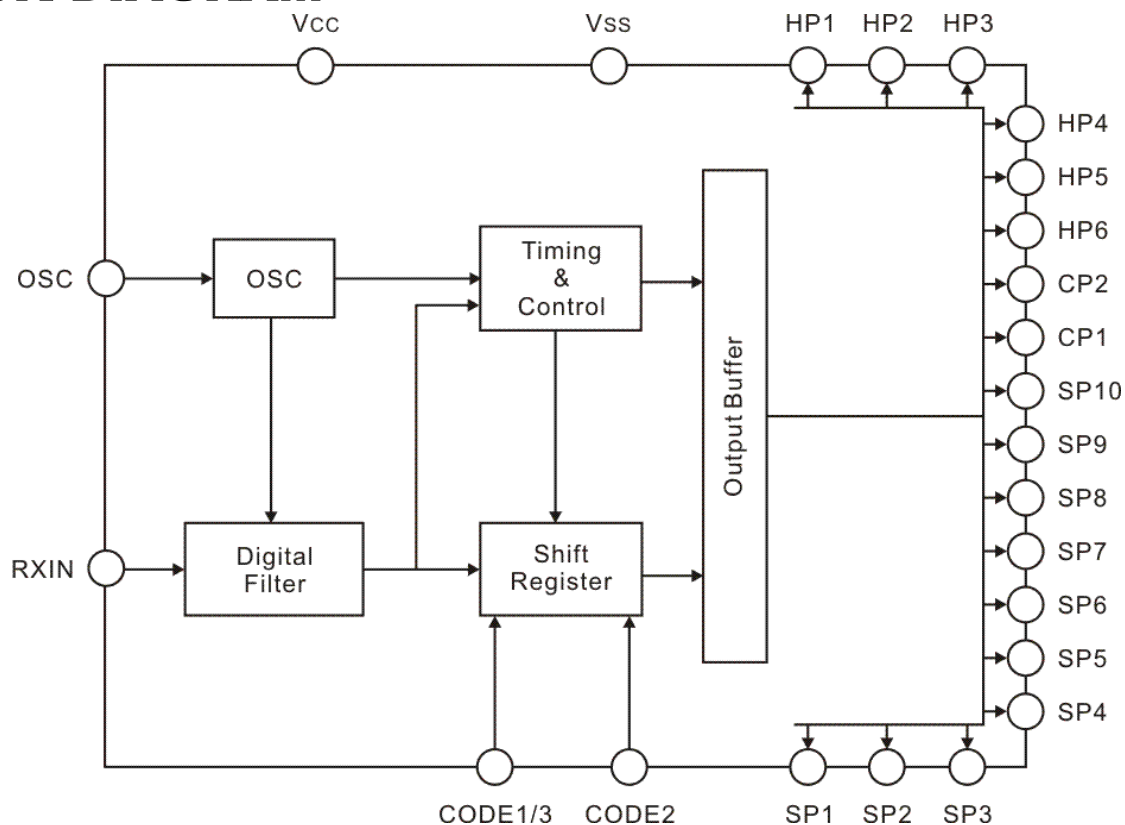 VCC
VSS
HP1
HP2
HP3
HP4
HP5
HP6
CP2
CP1
SP10
SP9
SP8
SP7
SP6
SP5
SP4
OSC
OSC
Timing
&
Control
Output Buffer
RXIN
Digital
Filter
Shift
Register
CODE1/3
CODE2
SP1
SP2
SP3